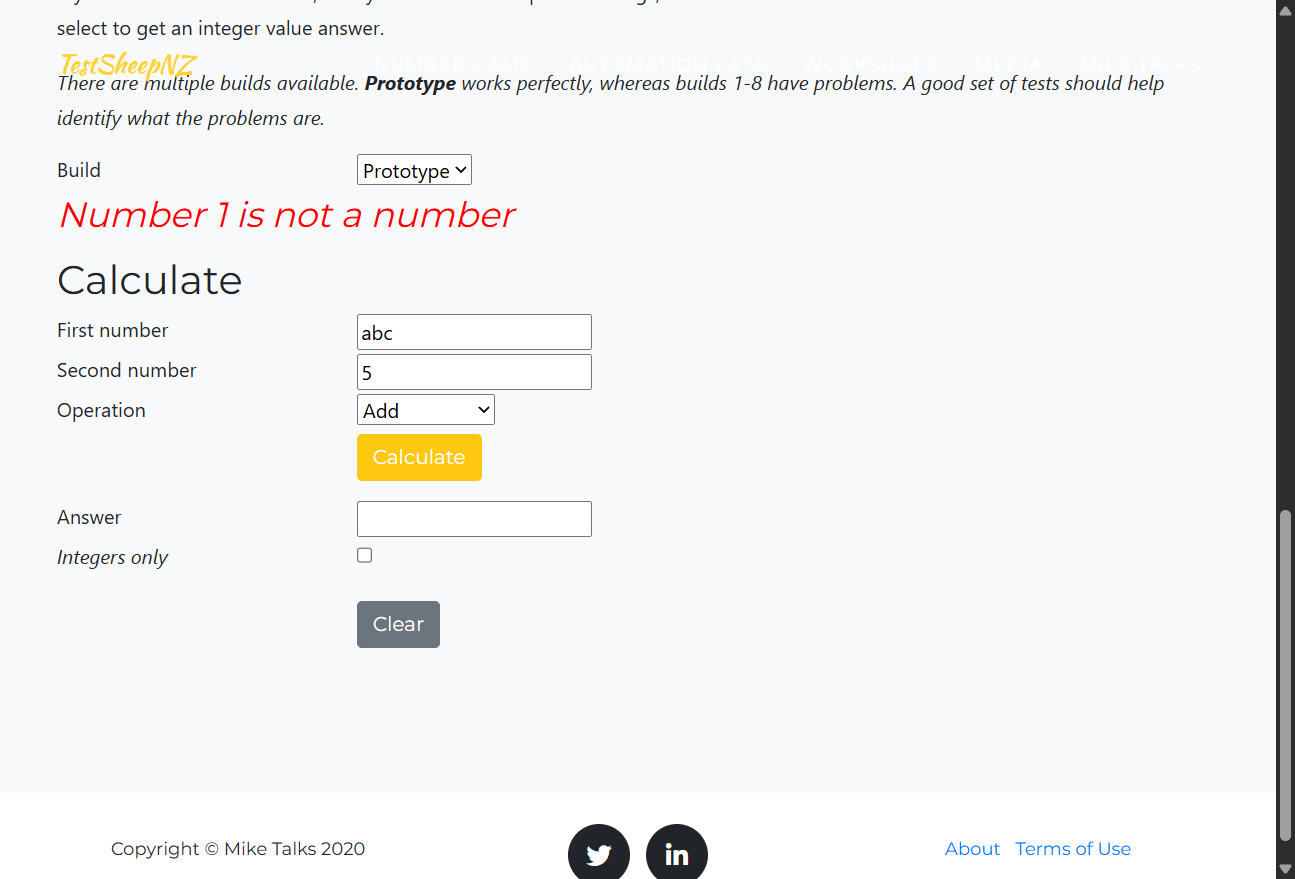 select to get an integer value answer.
TestSheepNZ NUMBER GAME AUTOMATION KATA WORKSHOPS MEDIA MIKE TALKS
There are multiple builds available. Prototype works perfectly, whereas builds 1-8 have problems. A good set of tests should help
identify what the problems are.
Build Prototype
Number 1 is not a number
Calculate
First number abc
Second number 5
Operation Add
Calculate
Answer
Integers only
Clear
Copyright © Mike Talks 2020 in About Terms of Use